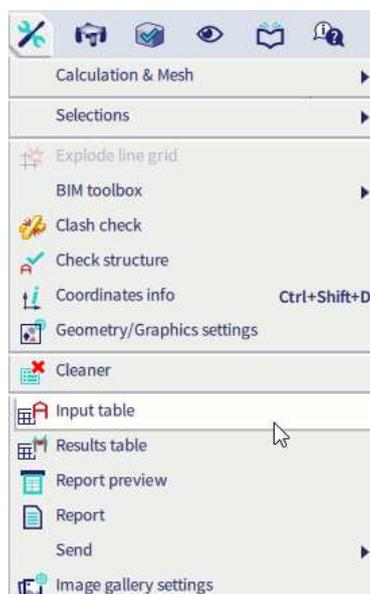 Calculation & Mesh
Selections
Explode line grid
BIM toolbox
Clash check
Check structure
Coordinates info Ctrl+Shift+D
Geometry/Graphics settings
Cleaner
Input table
Results table
Report preview
Report
Send
Image gallery settings